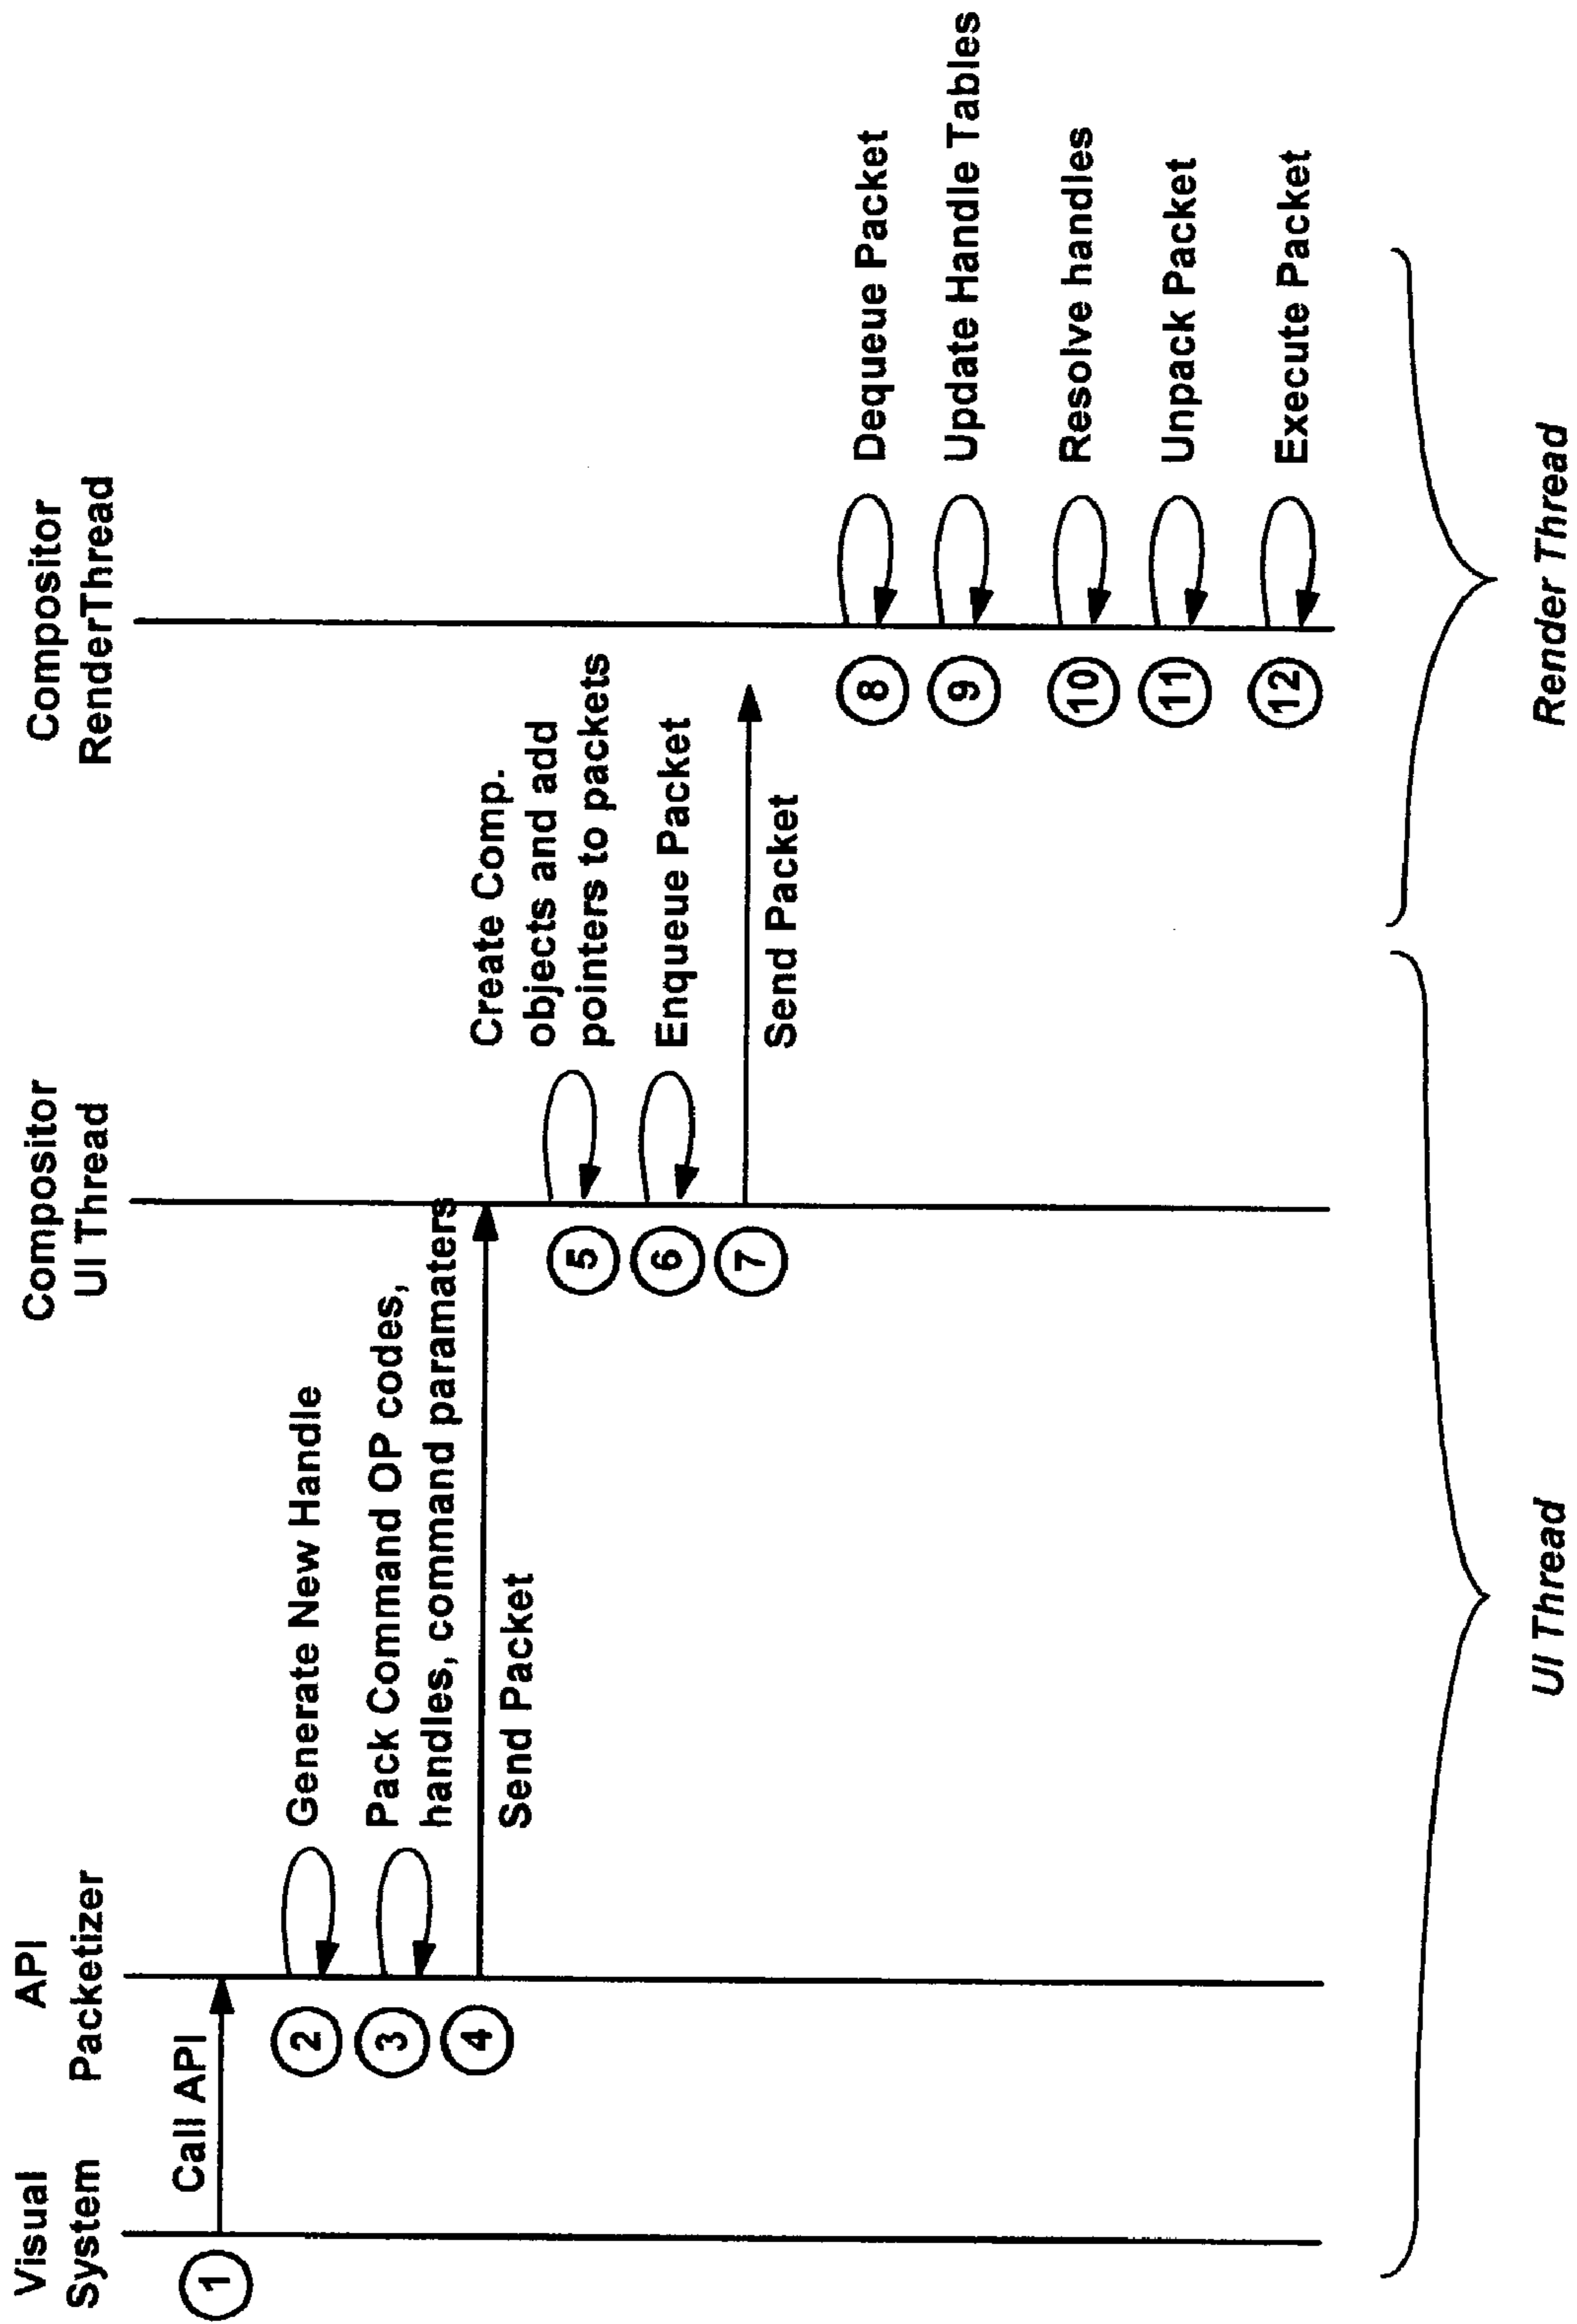 Visual
System
API
Packetizer
Compositor
UI Thread
Compositor
RenderThread
1
Call API
2
Generate New Handle
3
Pack Command OP codes,
handles, command paramaters
4
Send Packet
5
Create Comp.
objects and add
pointers to packets
6
Enqueue Packet
7
Send Packet
8
Dequeue Packet
9
Update Handle Tables
10
Resolve handles
11
Unpack Packet
12
Execute Packet
UI Thread
Render Thread